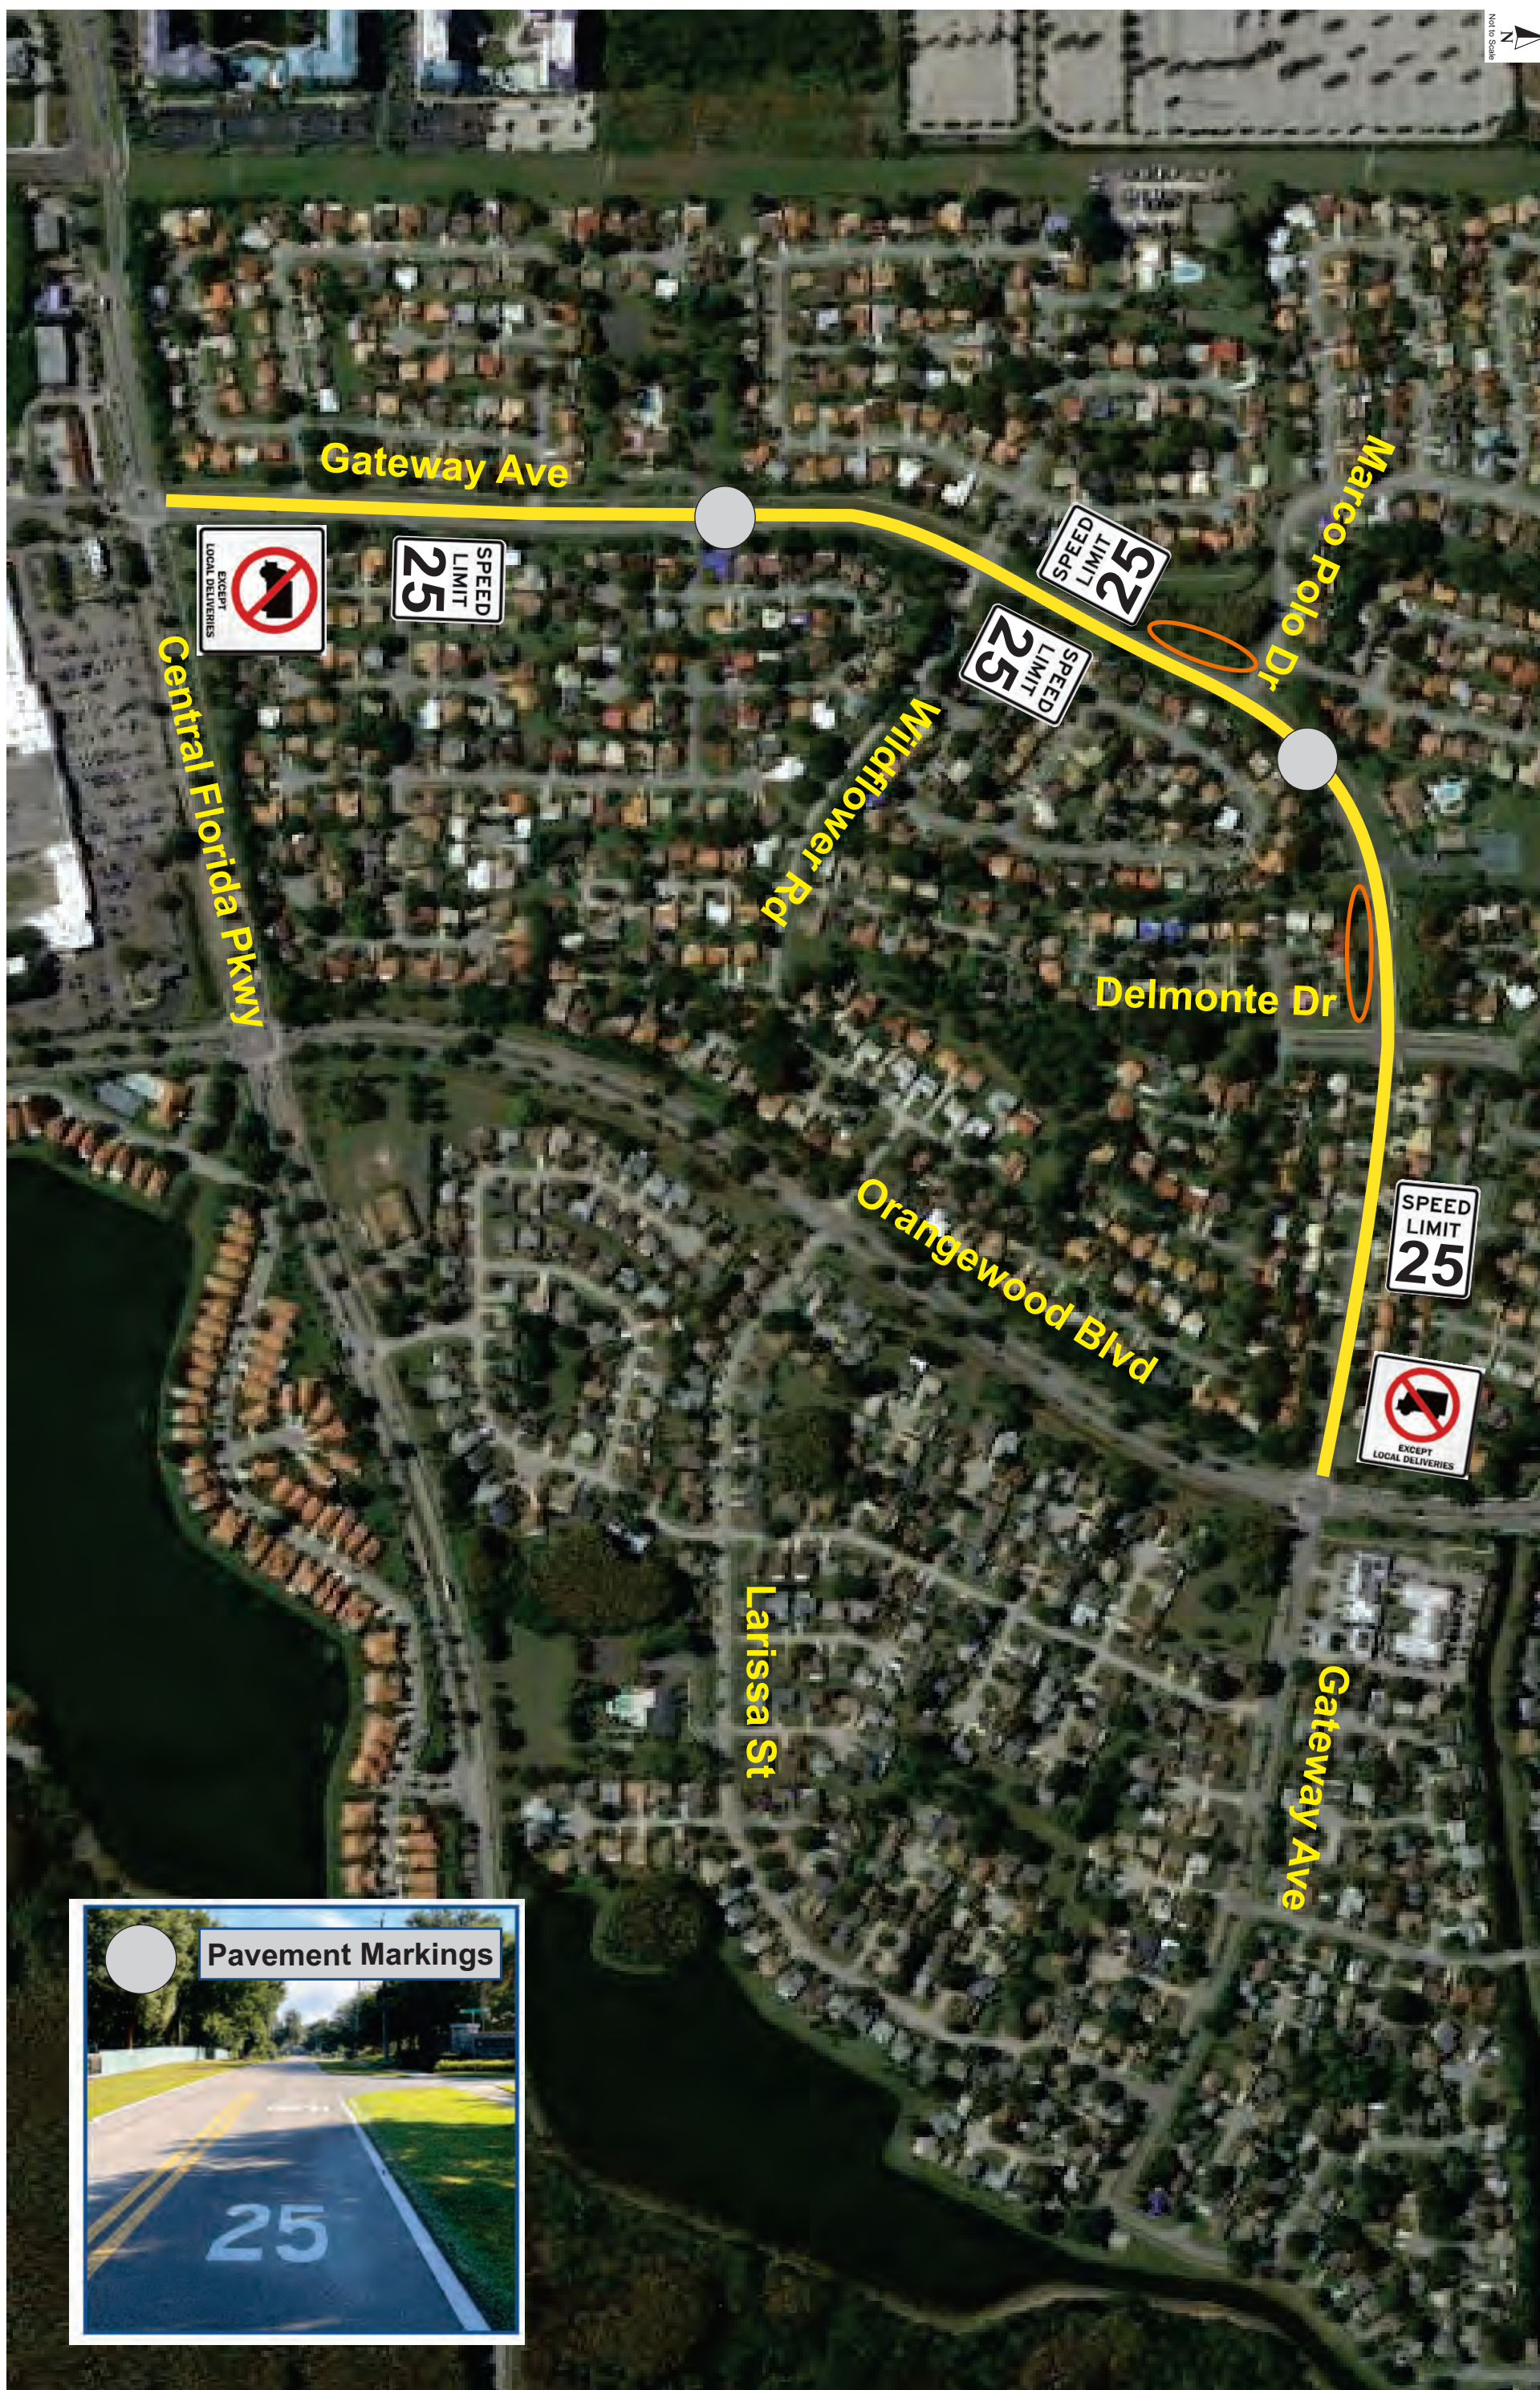 N
Not to Scale
Gateway Ave
Marco Polo Dr
SPEED
LIMIT
25
SPEED
LIMIT
25
SPEED
LIMIT
25
EXCEPT
LOCAL DELIVERIES
Central Florida Pkwy
Wildflower Rd
Delmonte Dr
Orangewood Blvd
SPEED
LIMIT
25
EXCEPT
LOCAL DELIVERIES
Larissa St
Gateway Ave
Pavement Markings
25